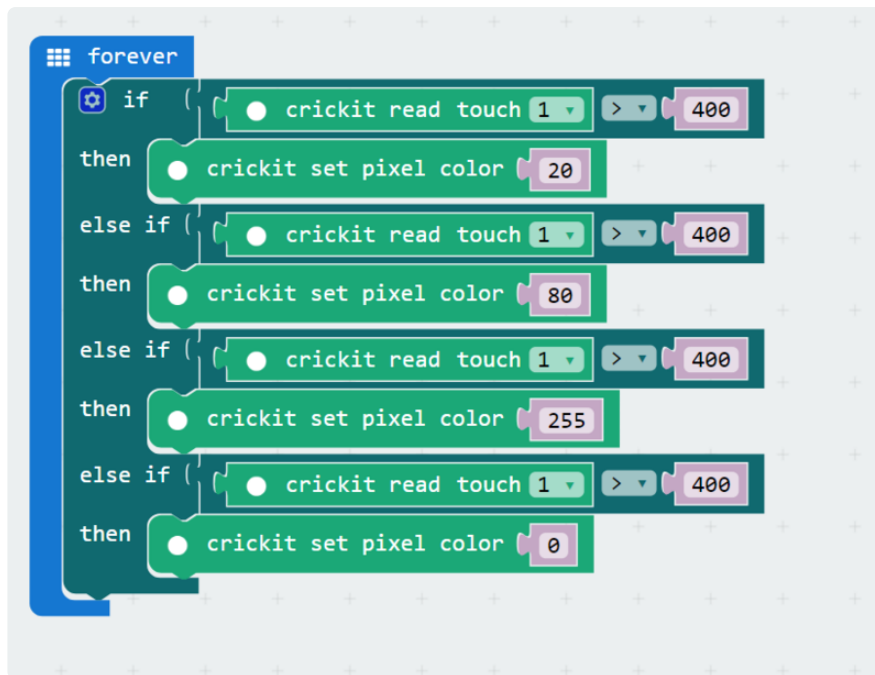 forever
if crickit read touch 1 > 400
then crickit set pixel color 20
else if crickit read touch 1 > 400
then crickit set pixel color 80
else if crickit read touch 1 > 400
then crickit set pixel color 255
else if crickit read touch 1 > 400
then crickit set pixel color 0